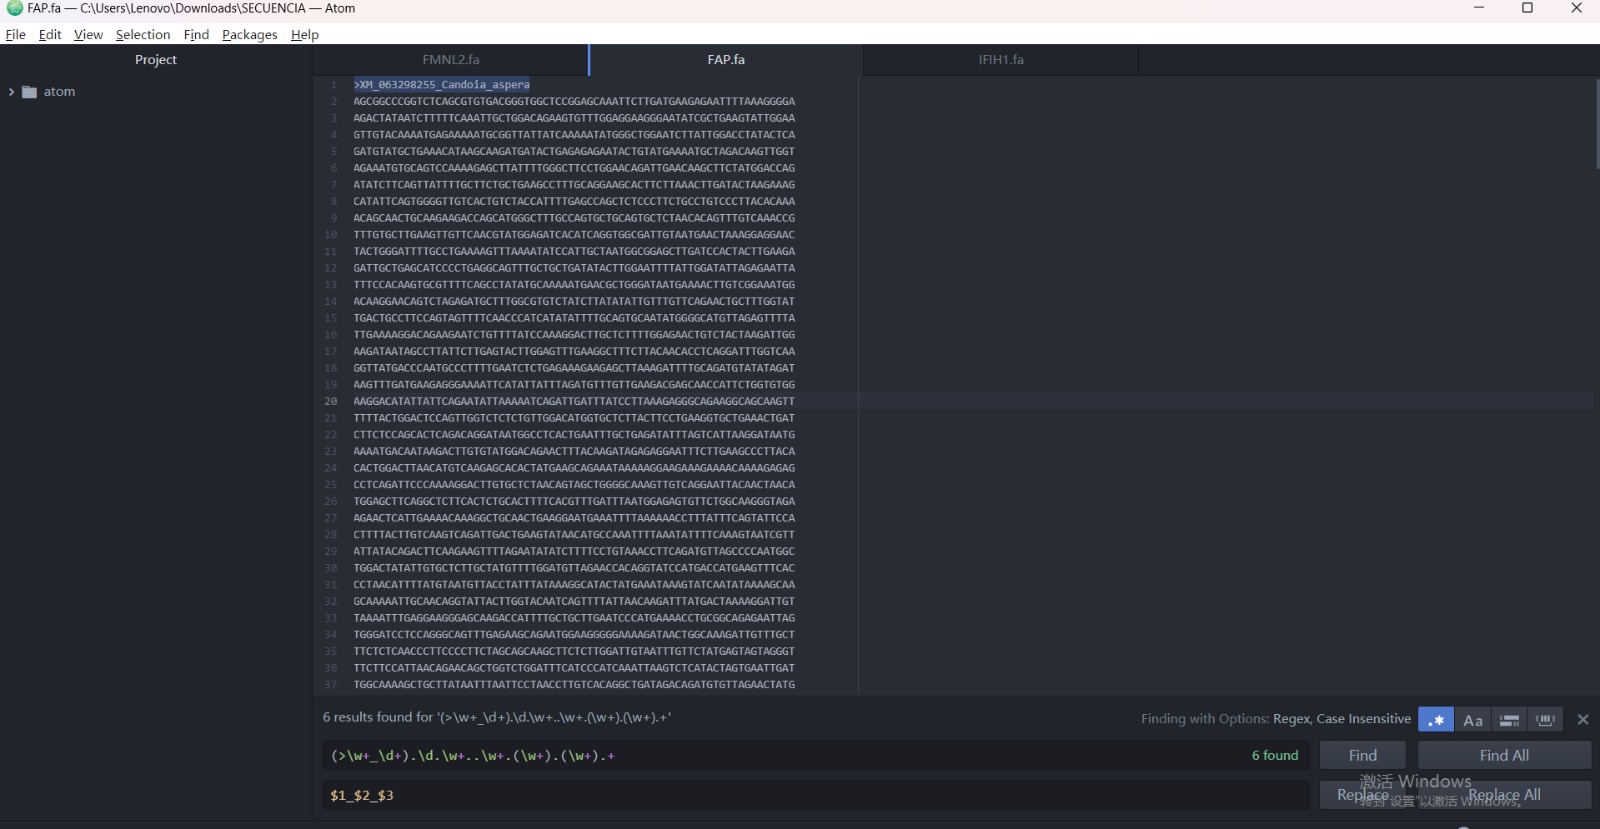 FAP.fa — C:\Users\Lenovo\Downloads\SECUENCIA — Atom
File Edit View Selection Find Packages Help
Project
FMNL2.fa
FAP.fa
IFIH1.fa
atom
1 >XM_063298255_Candoia_aspera
2 AGCGGCCCGGTCTCAGCGTGTGACGGGTGGCTCCGGAGCAAATTCTTGATGAAGAGAATTTTAAAGGGGA
3 AGACTATAATCTTTTTCAAATTGCTGGACAGAAGTGTTTGGAGGAAGGGAATATCGCTGAAGTATTGGAA
4 GTTGTACAAAATGAGAAAAATGCGGTTATTATCAAAAATATGGGCTGGAATCTTATTGGACCTATACTCA
5 GATGTATGCTGAAACATAAGCAAGATGATACTGAGAGAGAATACTGTATGAAAATGCTAGACAAGTTGGT
6 AGAAATGTGCAGTCCAAAAGAGCTTATTTTGGGCTTCCTGGAACAGATTGAACAAGCTTCTATGGACCAG
7 ATATCTTCAGTTATTTTGCTTCTGCTGAAGCCTTTGCAGGAAGCACTTCTTAAACTTGATACTAAGAAAG
8 CATATTCAGTGGGGTTGTCACTGTCTACCATTTTGAGCCAGCTCTCCCTTCTGCCTGTCCCTTACACAAA
9 ACAGCAACTGCAAGAAGACCAGCATGGGCTTTGCCAGTGCTGCAGTGCTCTAACACAGTTTGTCAAACCG
10 TTTGTGCTTGAAGTTGTTCAACGTATGGAGATCACATCAGGTGGCGATTGTAATGAACTAAAGGAGGAAC
11 TACTGGGATTTTGCCTGAAAAGTTTAAAATATCCATTGCTAATGGCGGAGCTTGATCCACTACTTGAAGA
12 GATTGCTGAGCATCCCCTGAGGCAGTTTGCTGCTGATATACTTGGAATTTTATTGGATATTAGAGAATTA
13 TTTCCACAAGTGCGTTTTCAGCCTATATGCAAAAATGAACGCTGGGATAATGAAAACTTGTCGGAAATGG
14 ACAAGGAACAGTCTAGAGATGCTTTGGCGTGTCTATCTTATATATTGTTTGTTCAGAACTGCTTTGGTAT
15 TGACTGCCTTCCAGTAGTTTTCAACCCATCATATATTTTGCAGTGCAATATGGGGCATGTTAGAGTTTTA
16 TTGAAAAGGACAGAAGAATCTGTTTTATCCAAAGGACTTGCTCTTTTGGAGAACTGTCTACTAAGATTGG
17 AAGATAATAGCCTTATTCTTGAGTACTTGGAGTTTGAAGGCTTTCTTACAACACCTCAGGATTTGGTCAA
18 GGTTATGACCCAATGCCCTTTTGAATCTCTGAGAAAGAAGAGCTTAAAGATTTTGCAGATGTATATAGAT
19 AAGTTTGATGAAGAGGGAAAATTCATATTATTTAGATGTTTGTTGAAGACGAGCAACCATTCTGGTGTGG
20 AAGGACATATTATTCAGAATATTAAAAATCAGATTGATTTATCCTTAAAGAGGGCAGAAGGCAGCAAGTT
21 TTTTACTGGACTCCAGTTGGTCTCTCTGTTGGACATGGTGCTCTTACTTCCTGAAGGTGCTGAAACTGAT
22 CTTCTCCAGCACTCAGACAGGATAATGGCCTCACTGAATTTGCTGAGATATTTAGTCATTAAGGATAATG
23 AAAATGACAATAAGACTTGTGTATGGACAGAACTTTACAAGATAGAGAGGAATTTCTTGAAGCCCTTACA
24 CACTGGACTTAACATGTCAAGAGCACACTATGAAGCAGAAATAAAAAGGAAGAAAGAAAACAAAAGAGAG
25 CCTCAGATTCCCAAAAGGACTTGTGCTCTAACAGTAGCTGGGGCAAAGTTGTCAGGAATTACAACTAACA
26 TGGAGCTTCAGGCTCTTCACTCTGCACTTTTCACGTTTGATTTAATGGAGAGTGTTCTGGCAAGGGTAGA
27 AGAACTCATTGAAAACAAAGGCTGCAACTGAAGGAATGAAATTTTAAAAAACCTTTATTTCAGTATTCCA
28 CTTTTACTTGTCAAGTCAGATTGACTGAAGTATAACATGCCAAATTTTAAATATTTTCAAAGTAATCGTT
29 ATTATACAGACTTCAAGAAGTTTTAGAATATATCTTTTCCTGTAAACCTTCAGATGTTAGCCCCAATGGC
30 TGGACTATATTGTGCTCTTGCTATGTTTTGGATGTTAGAACCACAGGTATCCATGACCATGAAGTTTCAC
31 CCTAACATTTTATGTAATGTTACCTATTTATAAAGGCATACTATGAAATAAAGTATCAATATAAAAGCAA
32 GCAAAAATTGCAACAGGTATTACTTGGTACAATCAGTTTTATTAACAAGATTTATGACTAAAAGGATTGT
33 TAAAATTTGAGGAAGGGAGCAAGACCATTTTGCTGCTTGAATCCCATGAAAACCTGCGGCAGAGAATTAG
34 TGGGATCCTCCAGGGCAGTTTGAGAAGCAGAATGGAAGGGGGAAAAGATAACTGGCAAAGATTGTTTGCT
35 TTCTCTCAACCCTTCCCCTTCTAGCAGCAAGCTTCTCTTGGATTGTAATTTGTTCTATGAGTAGTAGGGT
36 TTCTTCCATTAACAGAACAGCTGGTCTGGATTTCATCCCATCAAATTAAGTCTCATACTAGTGAATTGAT
37 TGGCAAAAGCTGCTTATAATTTAATTCCTAACCTTGTCACAGGCTGATAGACAGATGTGTTAGAACTATG
6 results found for '(>\w+_\d+).\d.\w+..\w+.(\w+).(\w+).+'
Finding with Options: Regex, Case Insensitive
.* Aa
(>\w+_\d+).\d.\w+..\w+.(\w+).(\w+).+
6 found
Find
Find All
$1_$2_$3
Replace
Replace All
激活 Windows
转到"设置"以激活 Windows。